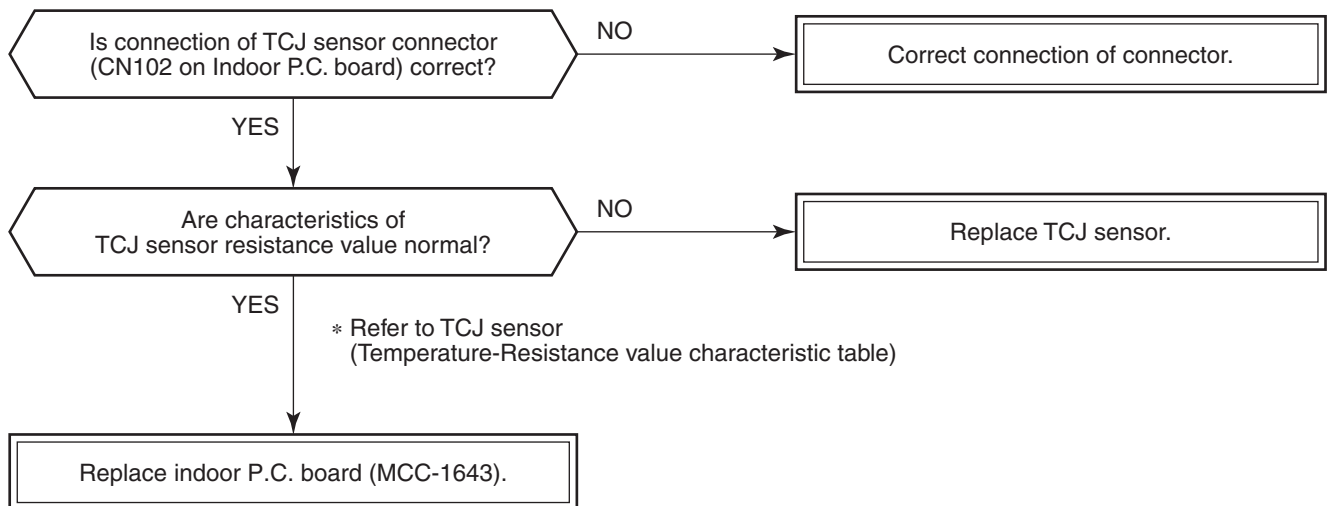 Is connection of TCJ sensor connector
(CN102 on Indoor P.C. board) correct?
NO
Correct connection of connector.
YES
Are characteristics of
TCJ sensor resistance value normal?
NO
Replace TCJ sensor.
YES
* Refer to TCJ sensor
(Temperature-Resistance value characteristic table)
Replace indoor P.C. board (MCC-1643).